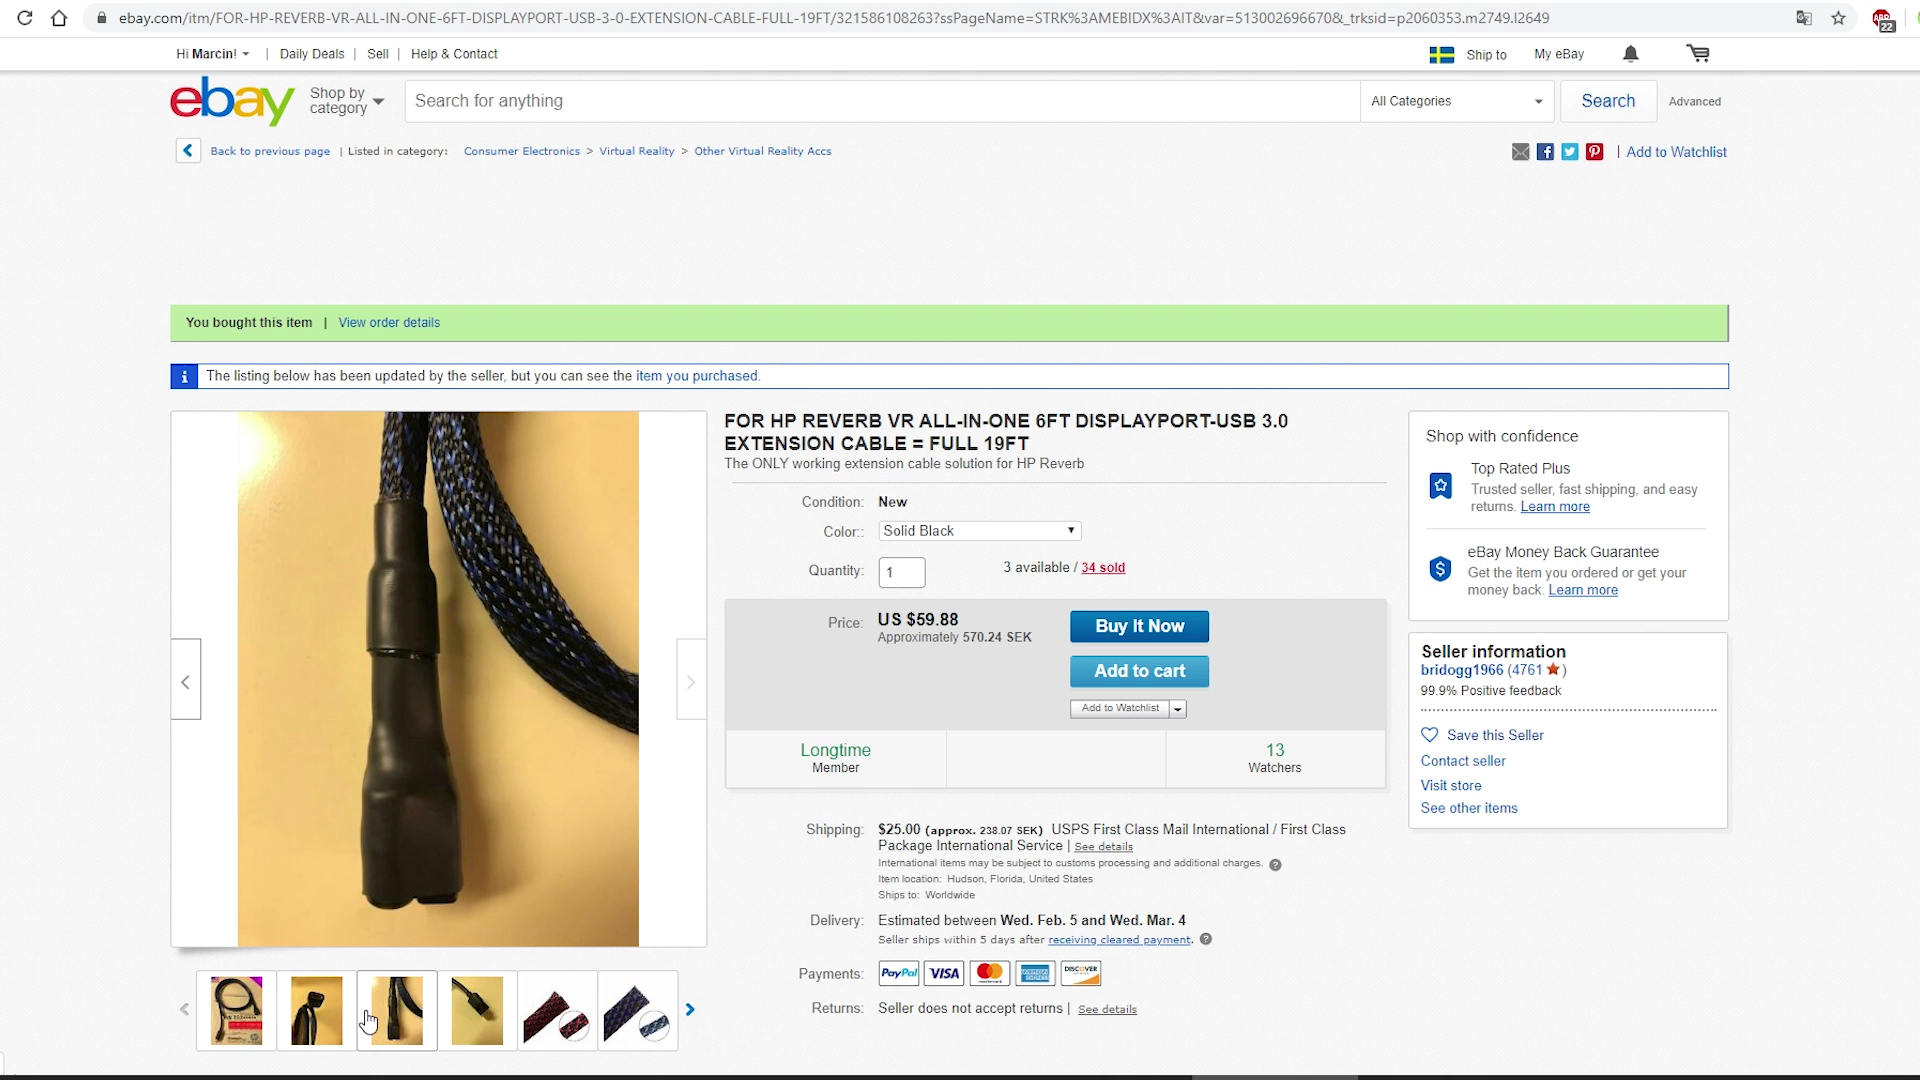 ebay.com/itm/FOR-HP-REVERB-VR-ALL-IN-ONE-6FT-DISPLAYPORT-USB-3-0-EXTENSION-CABLE-FULL-19FT/321586108263?ssPageName=STRK%3AMEBIDX%3AIT&var=513002696670&_trksid=p2060353.m2749.l2649
22
Hi Marcin! | Daily Deals | Sell | Help & Contact
Ship to My eBay
ebay
Shop by category
Search for anything
All Categories
Search
Advanced
Back to previous page | Listed in category: Consumer Electronics > Virtual Reality > Other Virtual Reality Accs
| Add to Watchlist
You bought this item | View order details
The listing below has been updated by the seller, but you can see the item you purchased.
FOR HP REVERB VR ALL-IN-ONE 6FT DISPLAYPORT-USB 3.0
EXTENSION CABLE = FULL 19FT
The ONLY working extension cable solution for HP Reverb
Condition: New
Color:: Solid Black
Quantity: 1 3 available / 34 sold
Price: US $59.88
Approximately 570.24 SEK
Buy It Now
Add to cart
Add to Watchlist
Longtime
Member
13
Watchers
Shipping: $25.00 (approx. 238.07 SEK) USPS First Class Mail International / First Class
Package International Service | See details
International items may be subject to customs processing and additional charges.
Item location: Hudson, Florida, United States
Ships to: Worldwide
Delivery: Estimated between Wed. Feb. 5 and Wed. Mar. 4
Seller ships within 5 days after receiving cleared payment.
Payments: PayPal VISA mastercard DISCOVER
Returns: Seller does not accept returns | See details
Shop with confidence
Top Rated Plus
Trusted seller, fast shipping, and easy
returns. Learn more
eBay Money Back Guarantee
Get the item you ordered or get your
money back. Learn more
Seller information
bridogg1966 (4761 )
99.9% Positive feedback
Save this Seller
Contact seller
Visit store
See other items